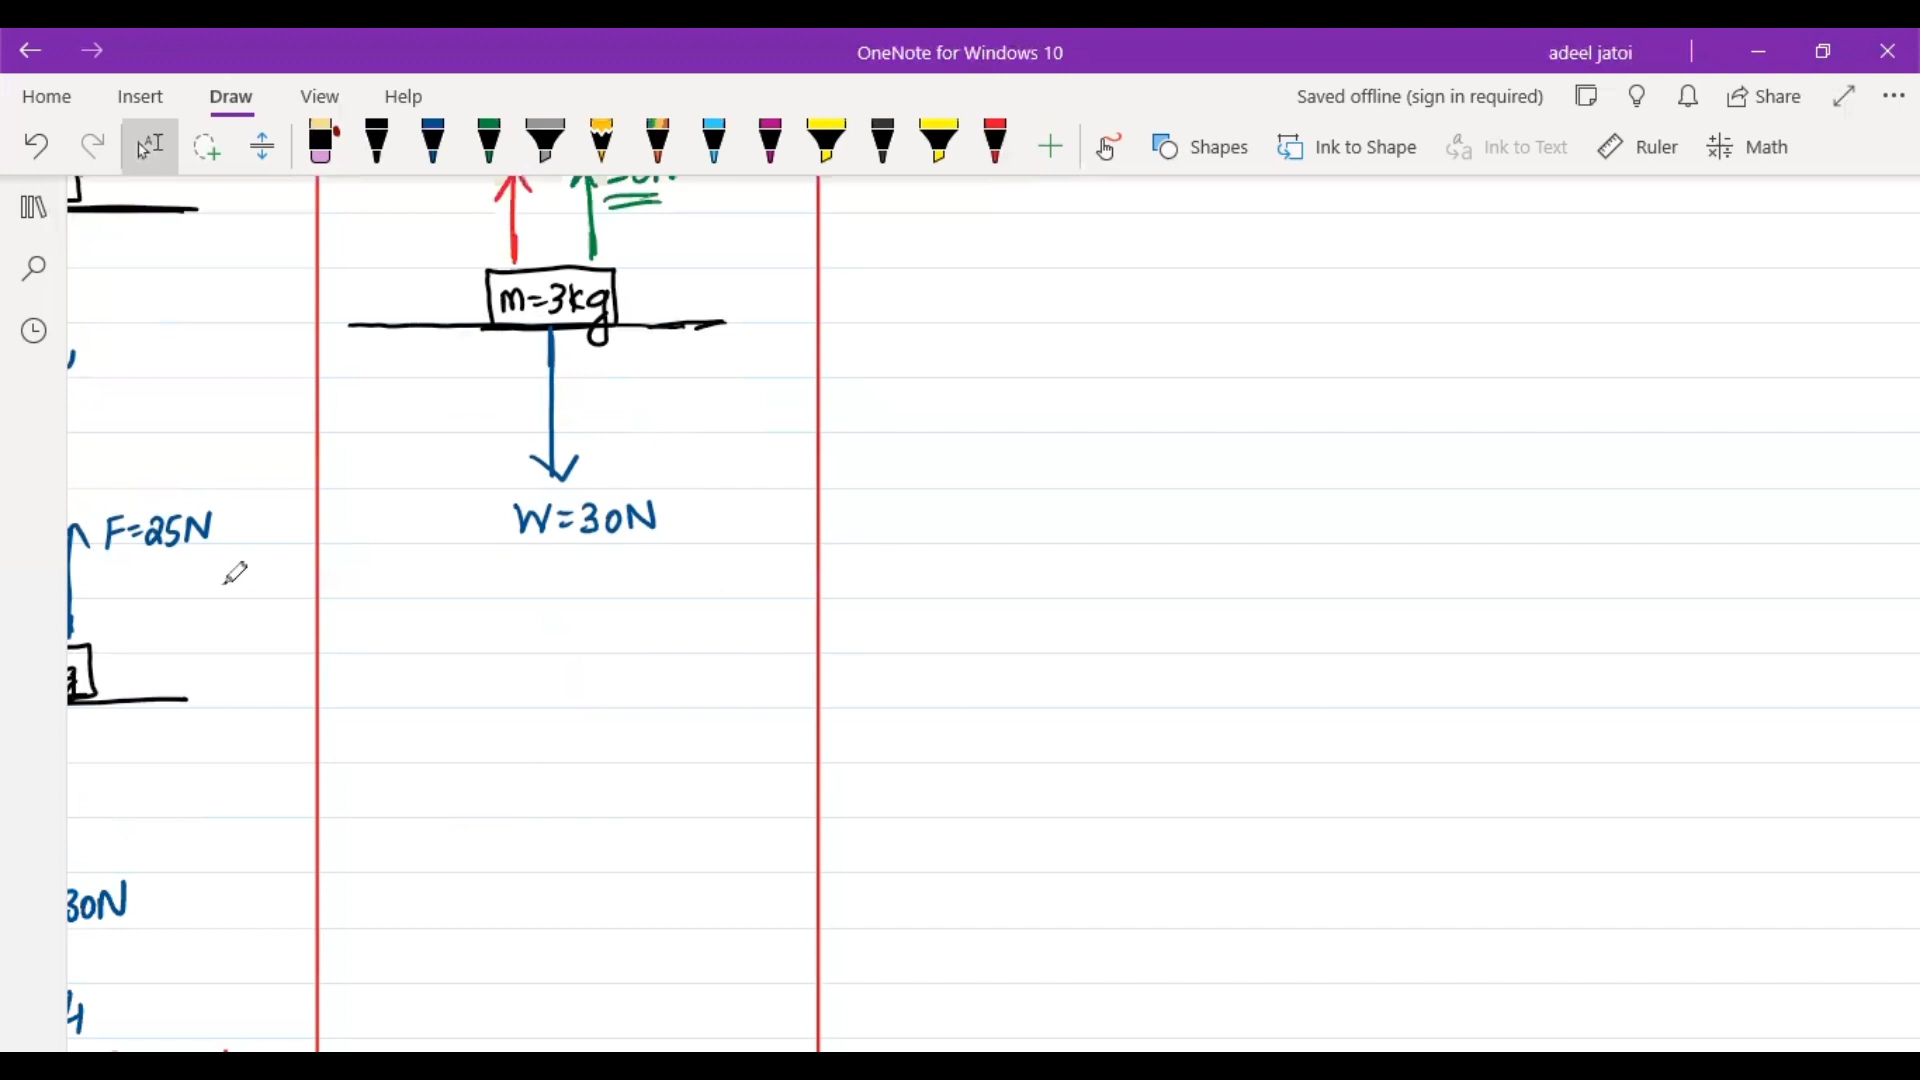 OneNote for Windows 10
adeel jatoi
Home Insert Draw View Help
Saved offline (sign in required)
Share
Shapes
Ink to Shape
Ink to Text
Ruler
Math
m=3kg
W=30N
F=25N
30N